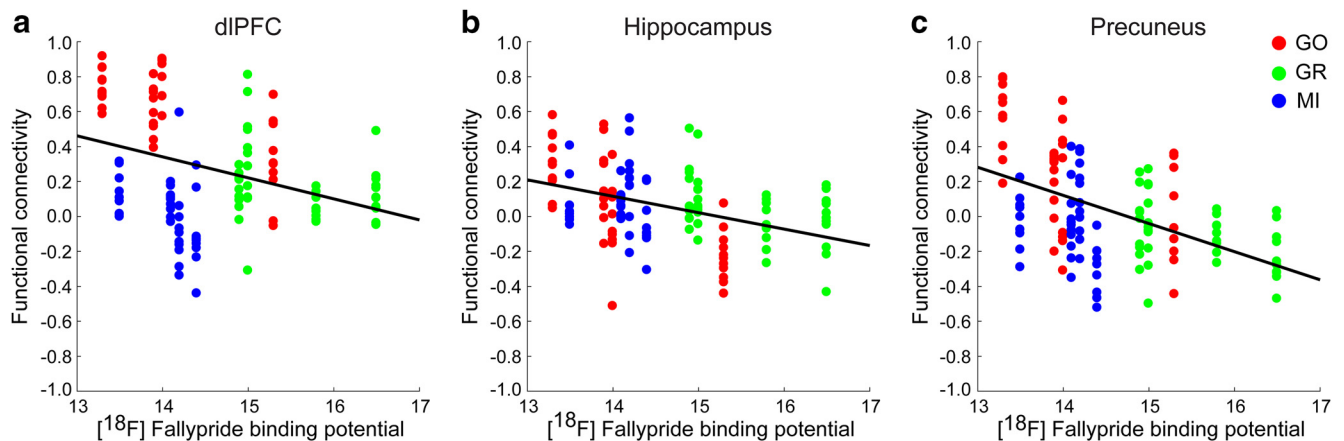 a dlPFC
Functional connectivity
1.0
0.8
0.6
0.4
0.2
0.0
-0.2
-0.4
-0.6
-0.8
-1.0
13 14 15 16 17
[18F] Fallypride binding potential
b Hippocampus
Functional connectivity
1.0
0.8
0.6
0.4
0.2
0.0
-0.2
-0.4
-0.6
-0.8
-1.0
13 14 15 16 17
[18F] Fallypride binding potential
c Precuneus
Functional connectivity
1.0
0.8
0.6
0.4
0.2
0.0
-0.2
-0.4
-0.6
-0.8
-1.0
13 14 15 16 17
[18F] Fallypride binding potential
GO
GR
MI